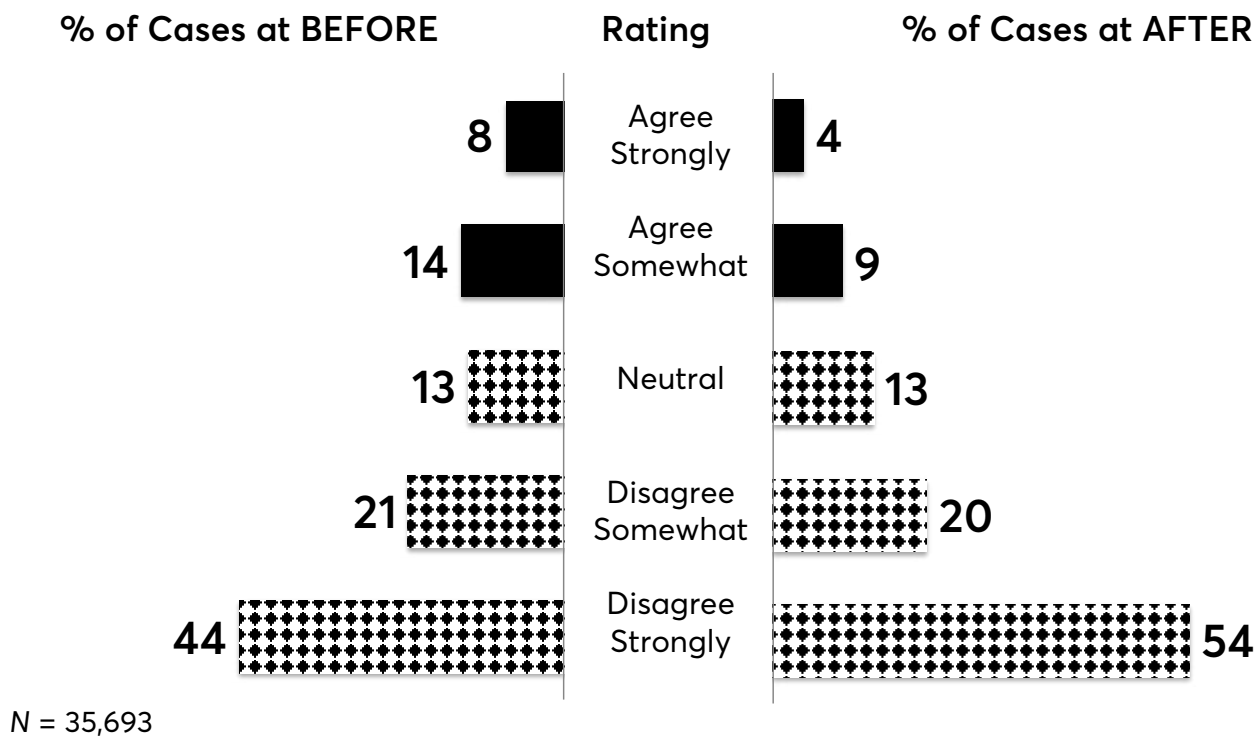 % of Cases at BEFORE
Rating
% of Cases at AFTER
8
Agree
Strongly
4
14
Agree
Somewhat
9
13
Neutral
13
21
Disagree
Somewhat
20
44
Disagree
Strongly
54
N = 35,693